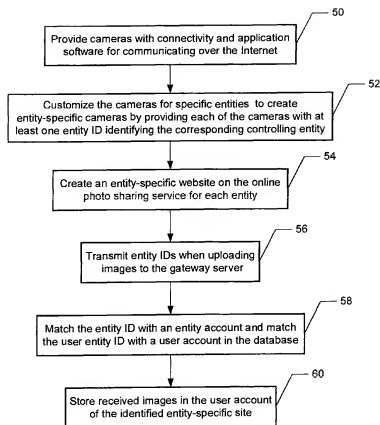 50
Provide cameras with connectivity and application
software for communicating over the Internet
52
Customize the cameras for specific entities to create
entity-specific cameras by providing each of the cameras with at
least one entity ID identifying the corresponding controlling entity
54
Create an entity-specific website on the online
photo sharing service for each entity
56
Transmit entity IDs when uploading
images to the gateway server
58
Match the entity ID with an entity account and match
the user entity ID with a user account in the database
60
Store received images in the user account
of the identified entity-specific site